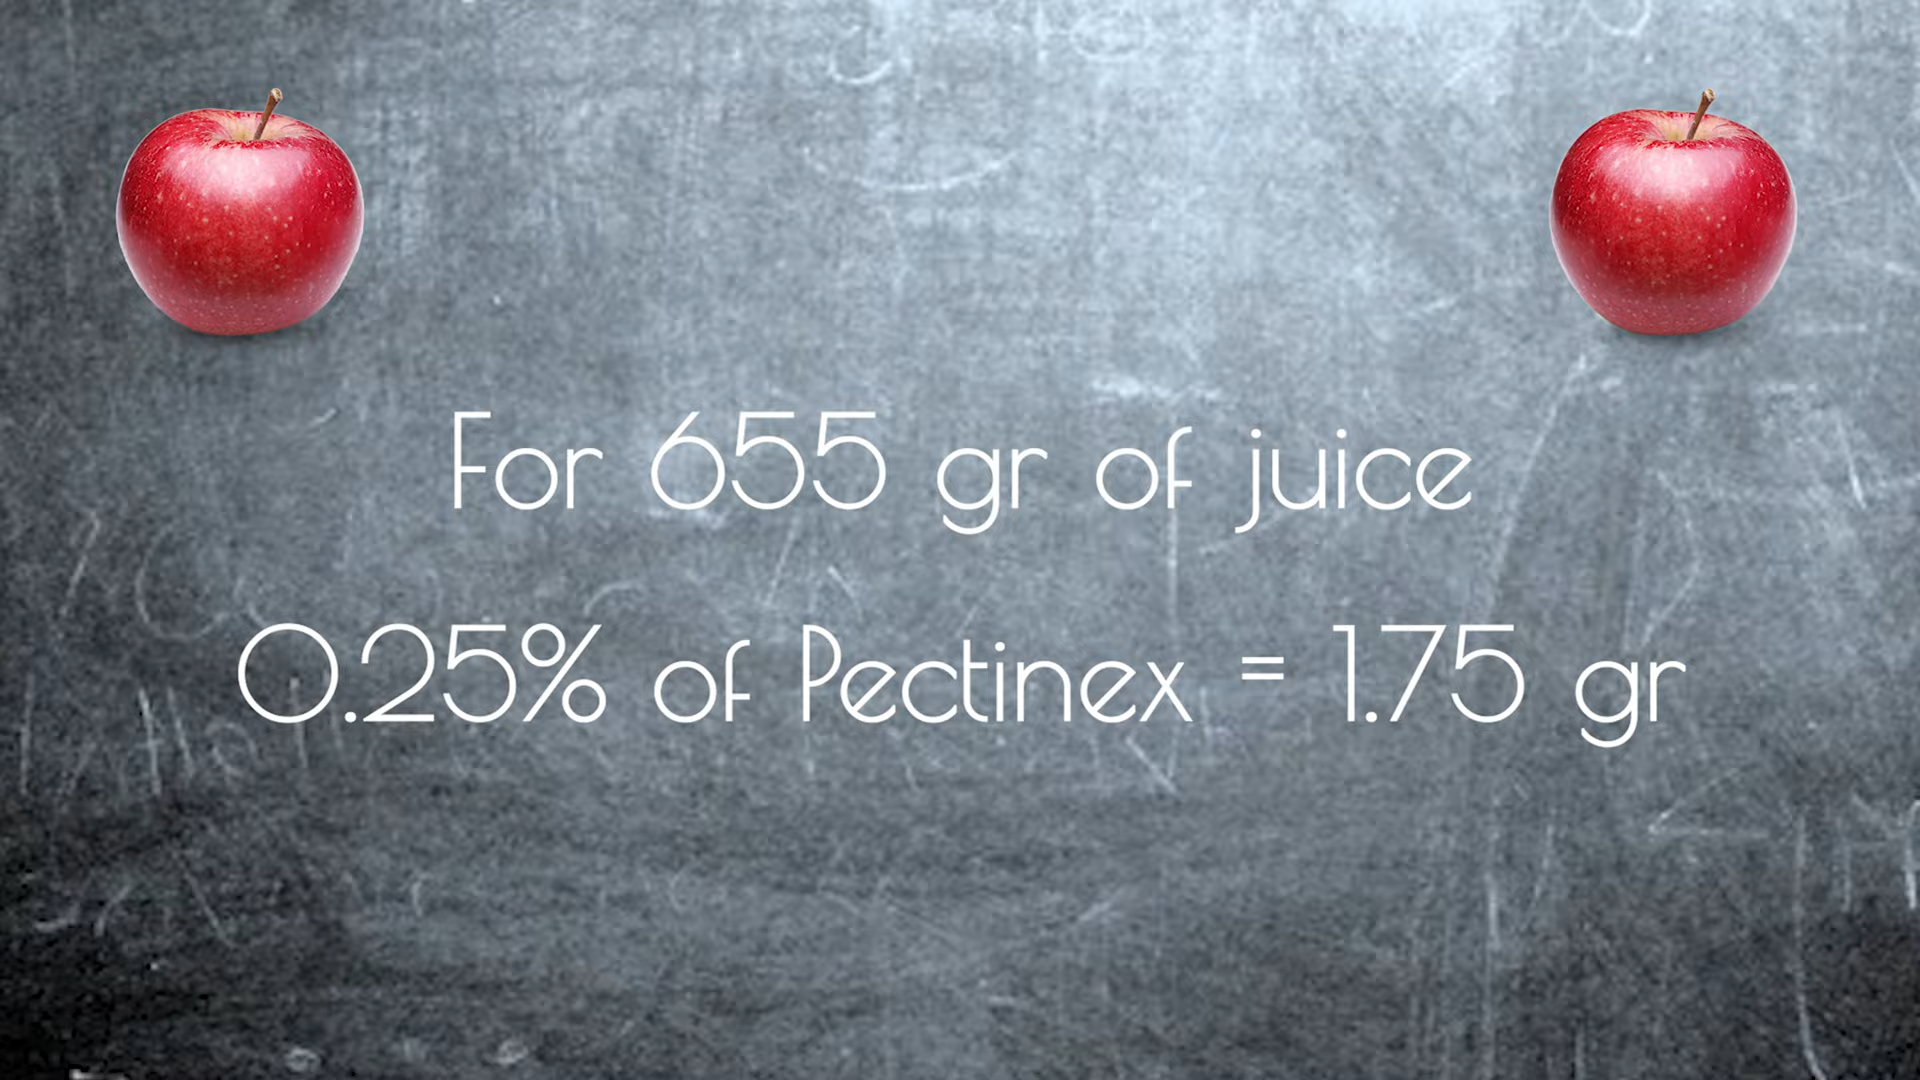 For 655 gr of juice
0.25% of Pectinex = 1.75 gr